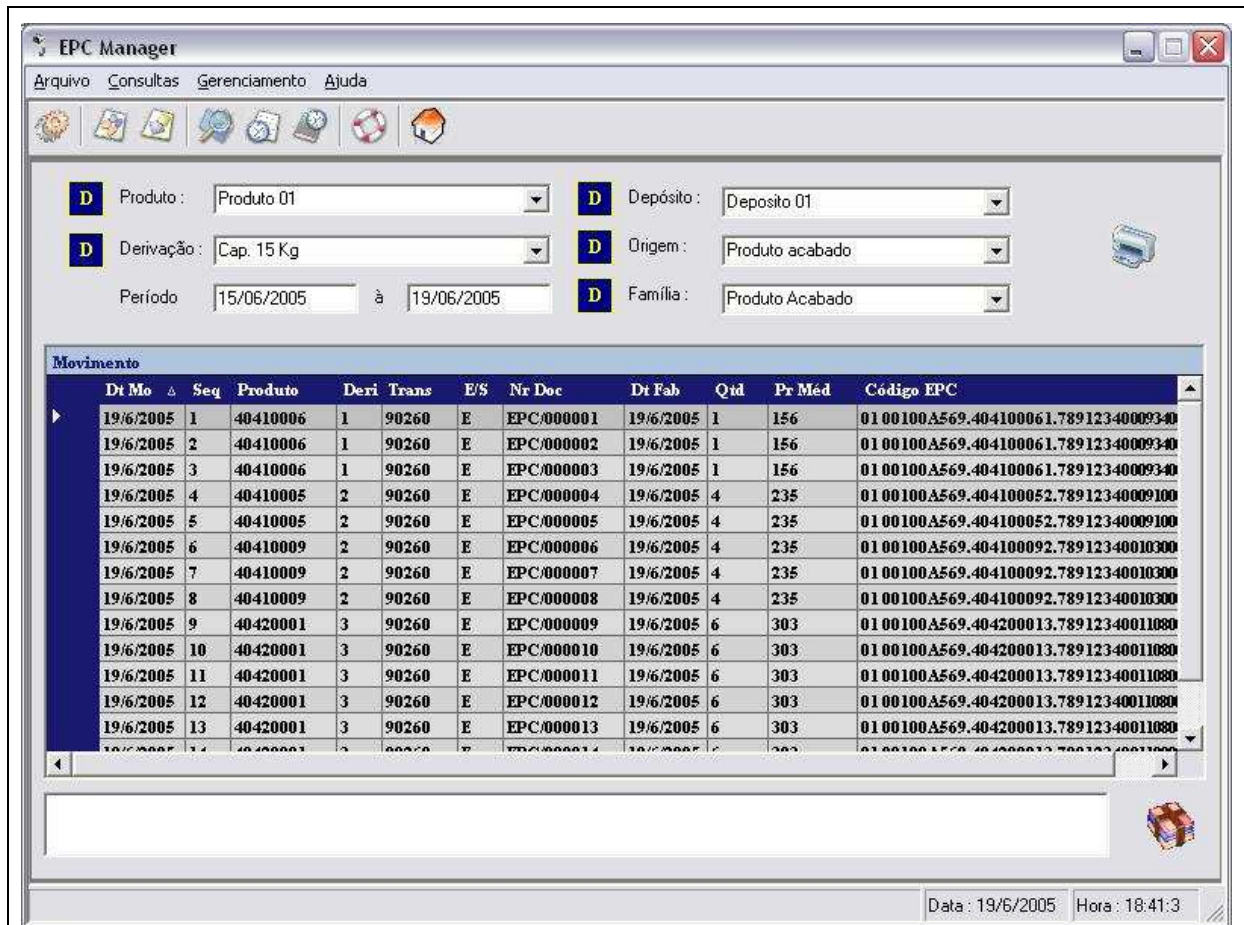 EPC Manager
Arquivo Consultas Gerenciamento Ajuda
D Produto : Produto 01 D Depósito : Deposito 01
D Derivação : Cap. 15 Kg D Origem : Produto acabado
Período 15/06/2005 à 19/06/2005 D Família : Produto Acabado
Movimento
Dt Mo Seq Produto Deri Trans E/S Nr Doc Dt Fab Qtd Pr Méd Código EPC
19/6/2005 1 40410006 1 90260 E EPC/000001 19/6/2005 1 156 01 00100A569.404100061.78912340009340
19/6/2005 2 40410006 1 90260 E EPC/000002 19/6/2005 1 156 01 00100A569.404100061.78912340009340
19/6/2005 3 40410006 1 90260 E EPC/000003 19/6/2005 1 156 01 00100A569.404100061.78912340009340
19/6/2005 4 40410005 2 90260 E EPC/000004 19/6/2005 4 235 01 00100A569.404100052.78912340009100
19/6/2005 5 40410005 2 90260 E EPC/000005 19/6/2005 4 235 01 00100A569.404100052.78912340009100
19/6/2005 6 40410009 2 90260 E EPC/000006 19/6/2005 4 235 01 00100A569.404100092.78912340010300
19/6/2005 7 40410009 2 90260 E EPC/000007 19/6/2005 4 235 01 00100A569.404100092.78912340010300
19/6/2005 8 40410009 2 90260 E EPC/000008 19/6/2005 4 235 01 00100A569.404100092.78912340010300
19/6/2005 9 40420001 3 90260 E EPC/000009 19/6/2005 6 303 01 00100A569.404200013.78912340011080
19/6/2005 10 40420001 3 90260 E EPC/000010 19/6/2005 6 303 01 00100A569.404200013.78912340011080
19/6/2005 11 40420001 3 90260 E EPC/000011 19/6/2005 6 303 01 00100A569.404200013.78912340011080
19/6/2005 12 40420001 3 90260 E EPC/000012 19/6/2005 6 303 01 00100A569.404200013.78912340011080
19/6/2005 13 40420001 3 90260 E EPC/000013 19/6/2005 6 303 01 00100A569.404200013.78912340011080
Data : 19/6/2005 Hora : 18:41:3